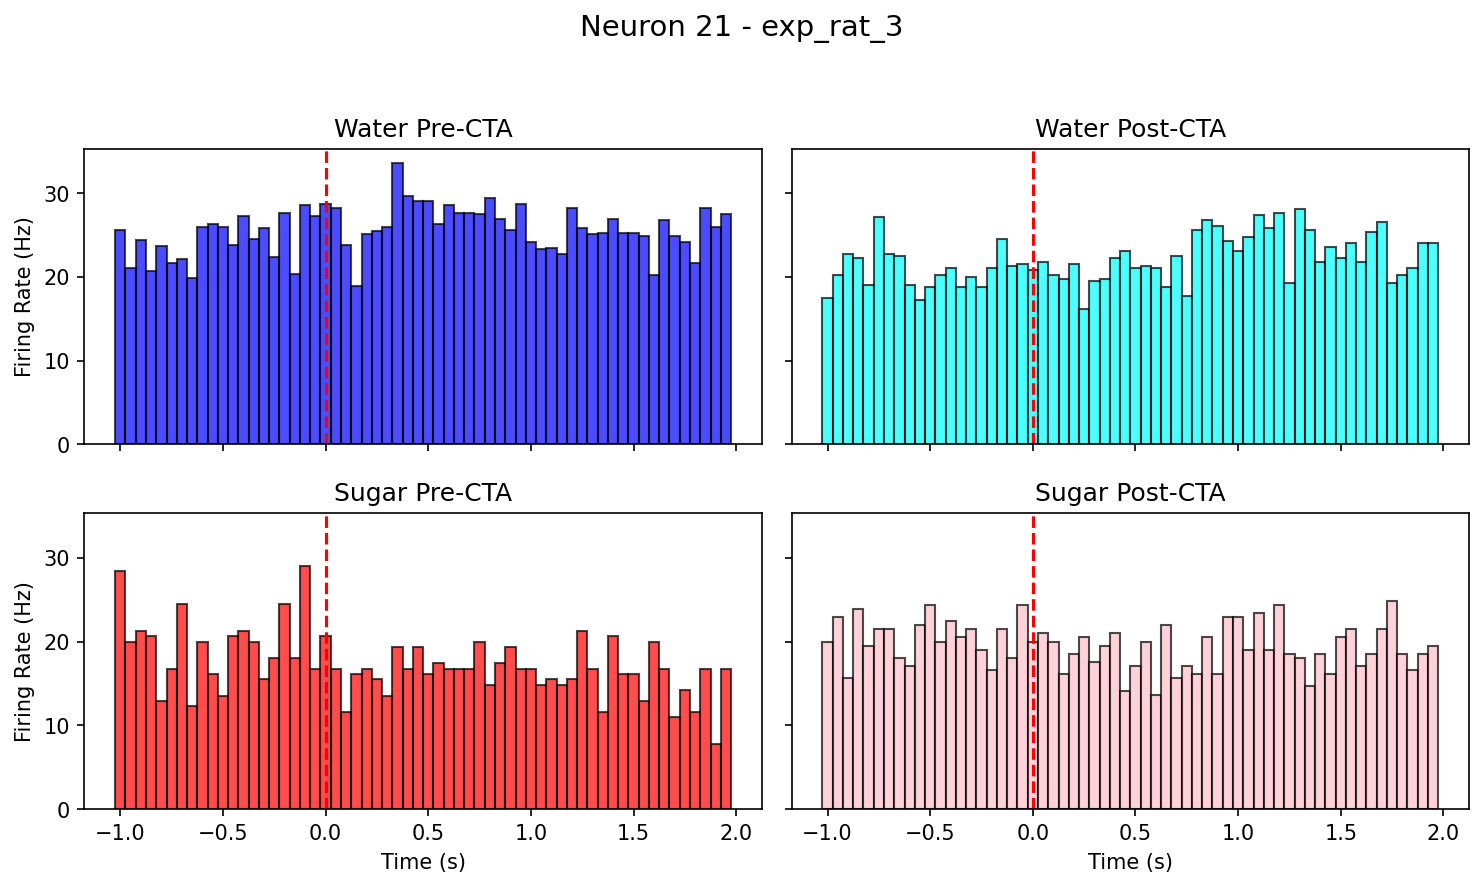 Neuron 21 - exp_rat_3
Water Pre-CTA
Water Post-CTA
Firing Rate (Hz)
30
20
10
0
Sugar Pre-CTA
Sugar Post-CTA
Firing Rate (Hz)
30
20
10
0
−1.0 −0.5 0.0 0.5 1.0 1.5 2.0
−1.0 −0.5 0.0 0.5 1.0 1.5 2.0
Time (s)
Time (s)